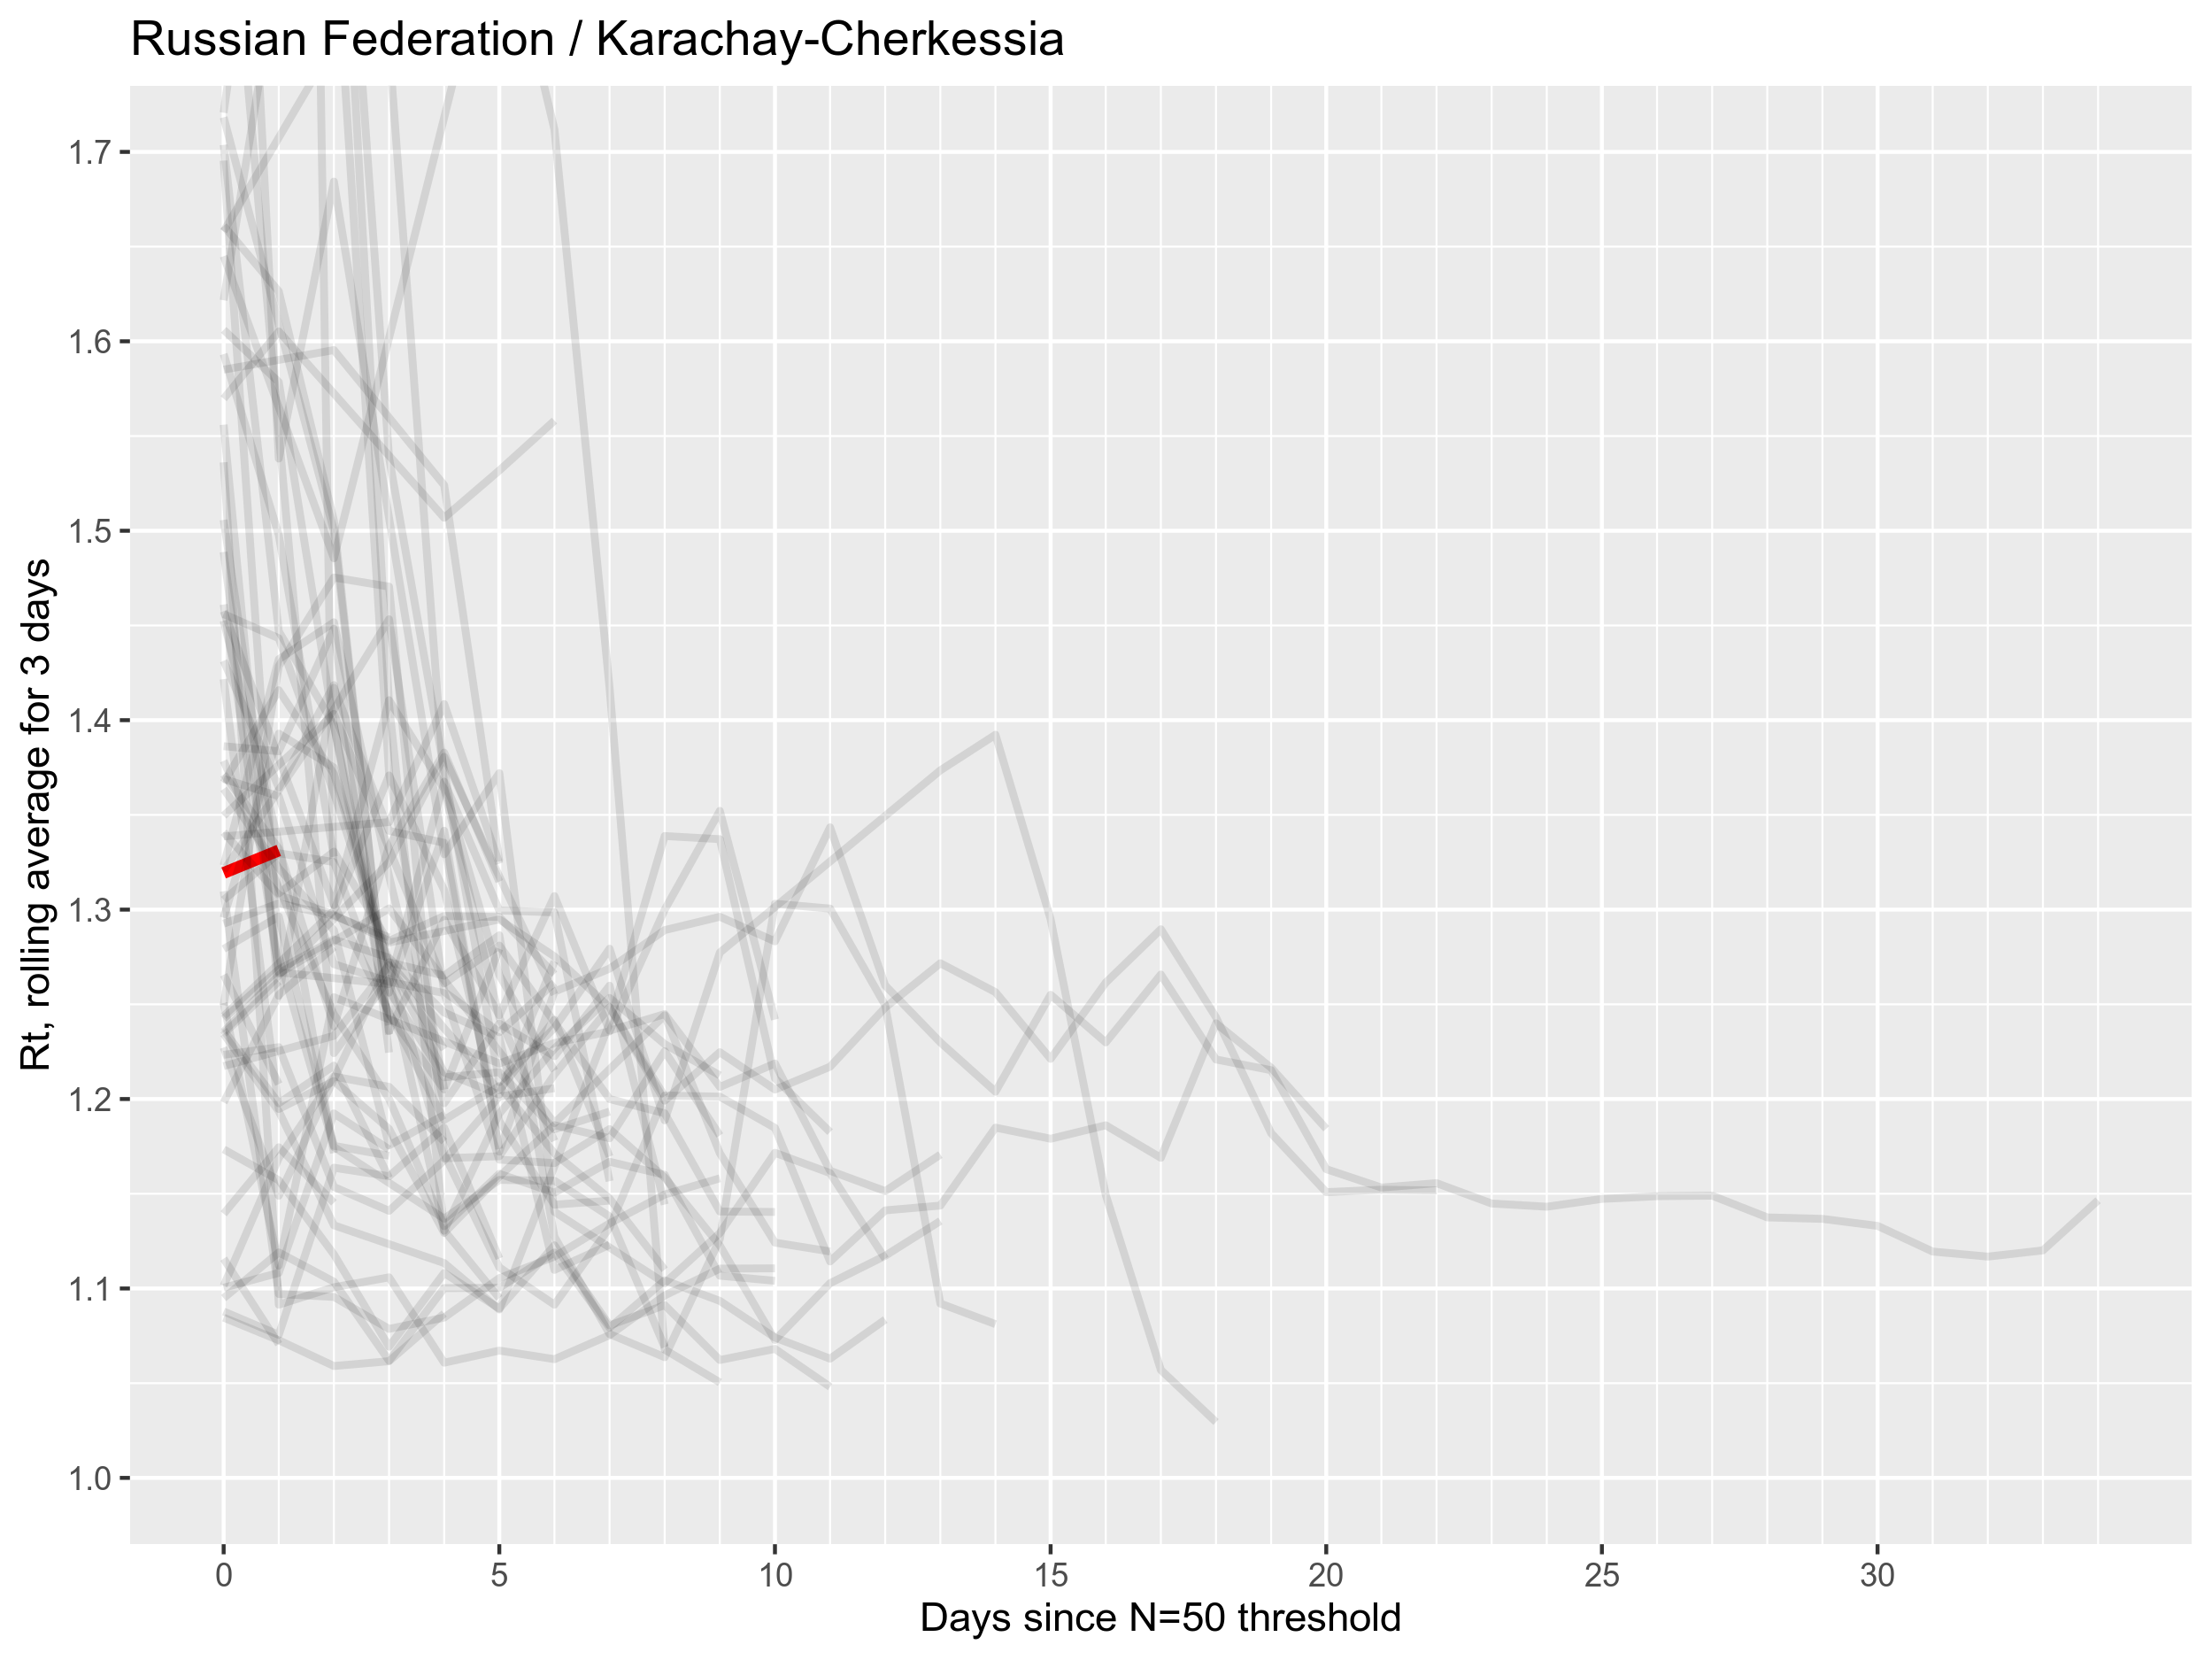 Russian Federation / Karachay-Cherkessia
Rt, rolling average for 3 days
1.7
1.6
1.5
1.4
1.3
1.2
1.1
1.0
0 5 10 15 20 25 30
Days since N=50 threshold